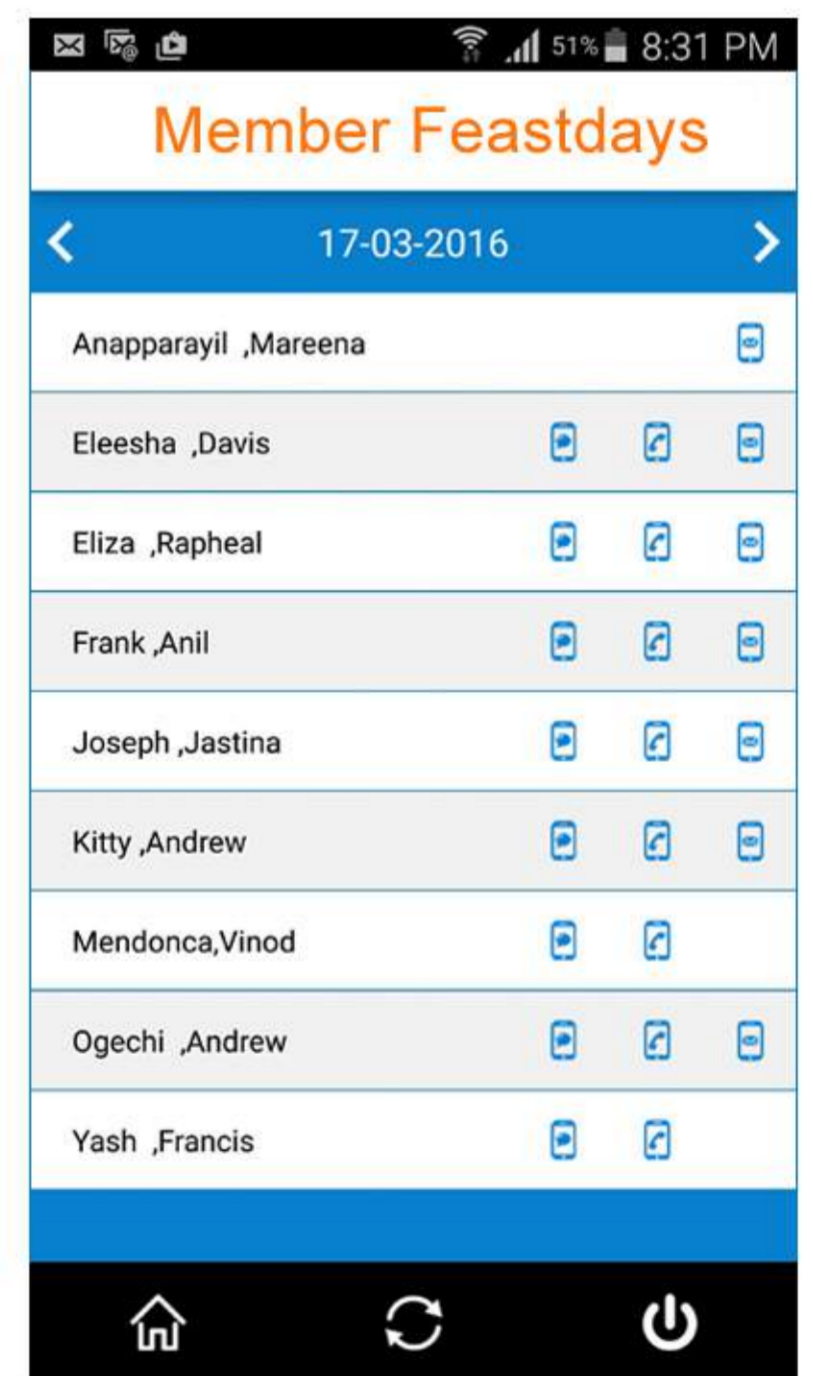 51% 8:31 PM
Member Feastdays
17-03-2016
Anapparayil ,Mareena
Eleesha ,Davis
Eliza ,Rapheal
Frank ,Anil
Joseph ,Jastina
Kitty ,Andrew
Mendonca,Vinod
Ogechi ,Andrew
Yash ,Francis